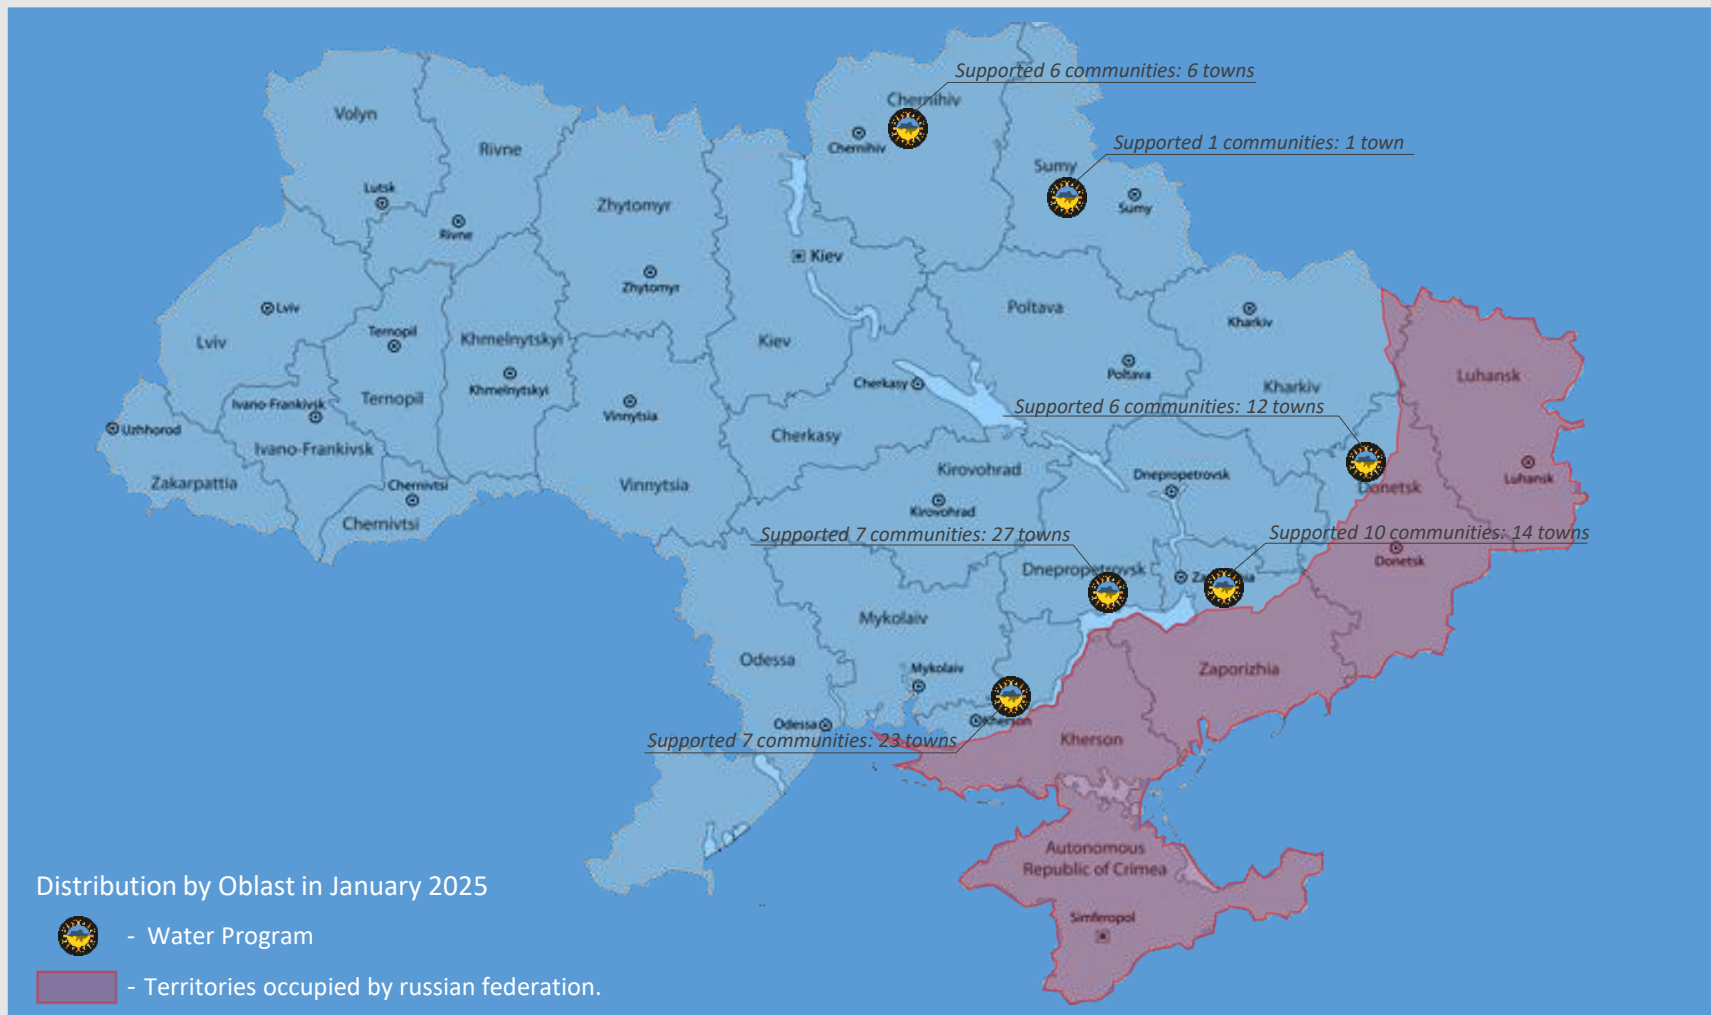 Supported 6 communities: 6 towns
Chernihiv
Chernihiv
Supported 1 communities: 1 town
Sumy
Sumy
Volyn
Rivne
Lutsk
Rivne
Zhytomyr
Zhytomyr
Kiev
Kiev
Lviv
Lviv
Ternopil
Ternopil
Khmelnytskyi
Khmelnytskyi
Poltava
Poltava
Kharkiv
Kharkiv
Luhansk
Luhansk
Cherkasy
Cherkasy
Vinnytsia
Vinnytsia
Ivano-Frankivsk
Ivano-Frankivsk
Uzhhorod
Zakarpattia
Chernivtsi
Chernivtsi
Supported 6 communities: 12 towns
Kirovohrad
Kirovohrad
Dnepropetrovsk
Donetsk
Supported 7 communities: 27 towns
Supported 10 communities: 14 towns
Donetsk
Dnepropetrovsk
Mykolaiv
Mykolaiv
Odessa
Odessa
Zaporizhia
Kherson
Supported 7 communities: 23 towns
Kherson
Autonomous
Republic of Crimea
Simferopol
Distribution by Oblast in January 2025
- Water Program
- Territories occupied by russian federation.